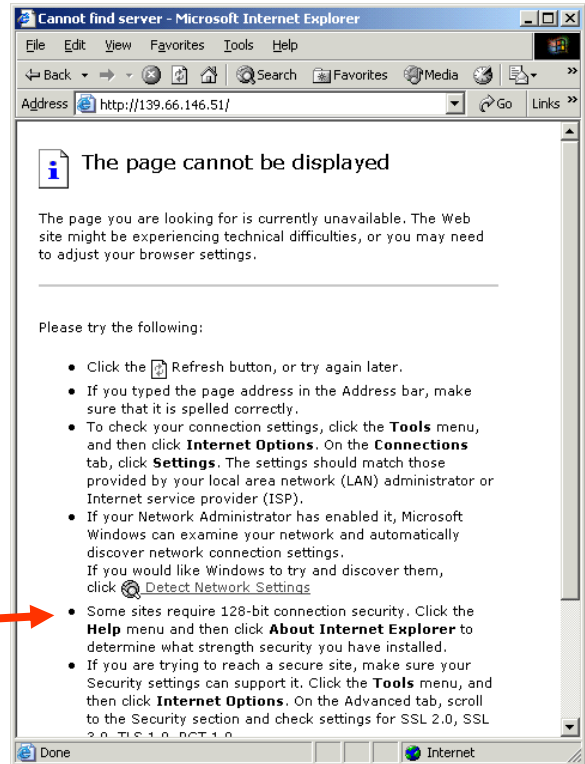 Cannot find server - Microsoft Internet Explorer
File Edit View Favorites Tools Help
Back Search Favorites Media »
Address http://139.66.146.51/ Go Links »
The page cannot be displayed
The page you are looking for is currently unavailable. The Web
site might be experiencing technical difficulties, or you may need
to adjust your browser settings.
Please try the following:
• Click the Refresh button, or try again later.
• If you typed the page address in the Address bar, make
sure that it is spelled correctly.
• To check your connection settings, click the Tools menu,
and then click Internet Options. On the Connections
tab, click Settings. The settings should match those
provided by your local area network (LAN) administrator or
Internet service provider (ISP).
• If your Network Administrator has enabled it, Microsoft
Windows can examine your network and automatically
discover network connection settings.
If you would like Windows to try and discover them,
click Detect Network Settings
• Some sites require 128-bit connection security. Click the
Help menu and then click About Internet Explorer to
determine what strength security you have installed.
• If you are trying to reach a secure site, make sure your
Security settings can support it. Click the Tools menu, and
then click Internet Options. On the Advanced tab, scroll
to the Security section and check settings for SSL 2.0, SSL
3.0, TLS 1.0, PCT 1.0
Done Internet